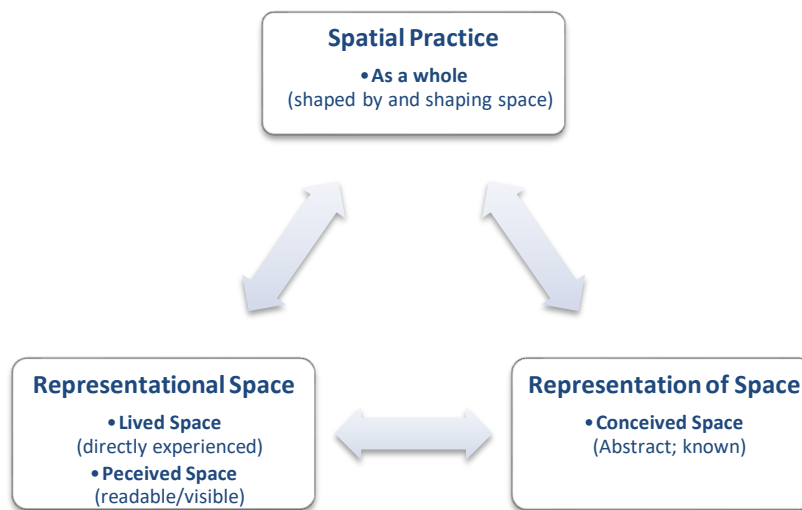 Spatial Practice
•As a whole
(shaped by and shaping space)
Representational Space
•Lived Space
(directly experienced)
•Peceived Space
(readable/visible)
Representation of Space
•Conceived Space
(Abstract; known)